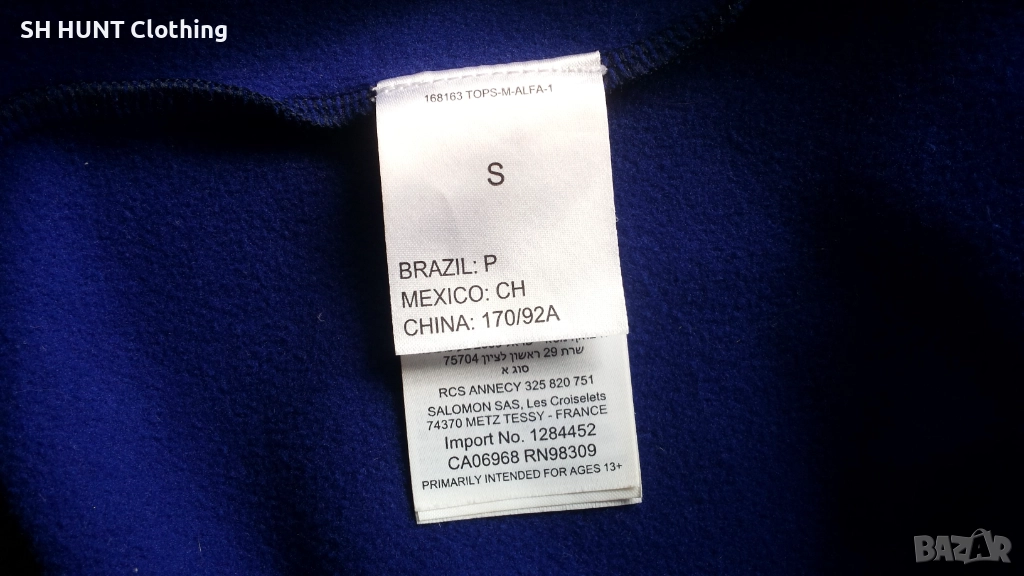 SH HUNT Clothing
168163 TOPS-M-ALFA-1
S
BRAZIL: P
MEXICO: CH
CHINA: 170/92A
שרת 29 ראשון לציון 75704
סוג א
RCS ANNECY 325 820 751
SALOMON SAS, Les Croiselets
74370 METZ TESSY - FRANCE
Import No. 1284452
CA06968 RN98309
PRIMARILY INTENDED FOR AGES 13+
BAZAR